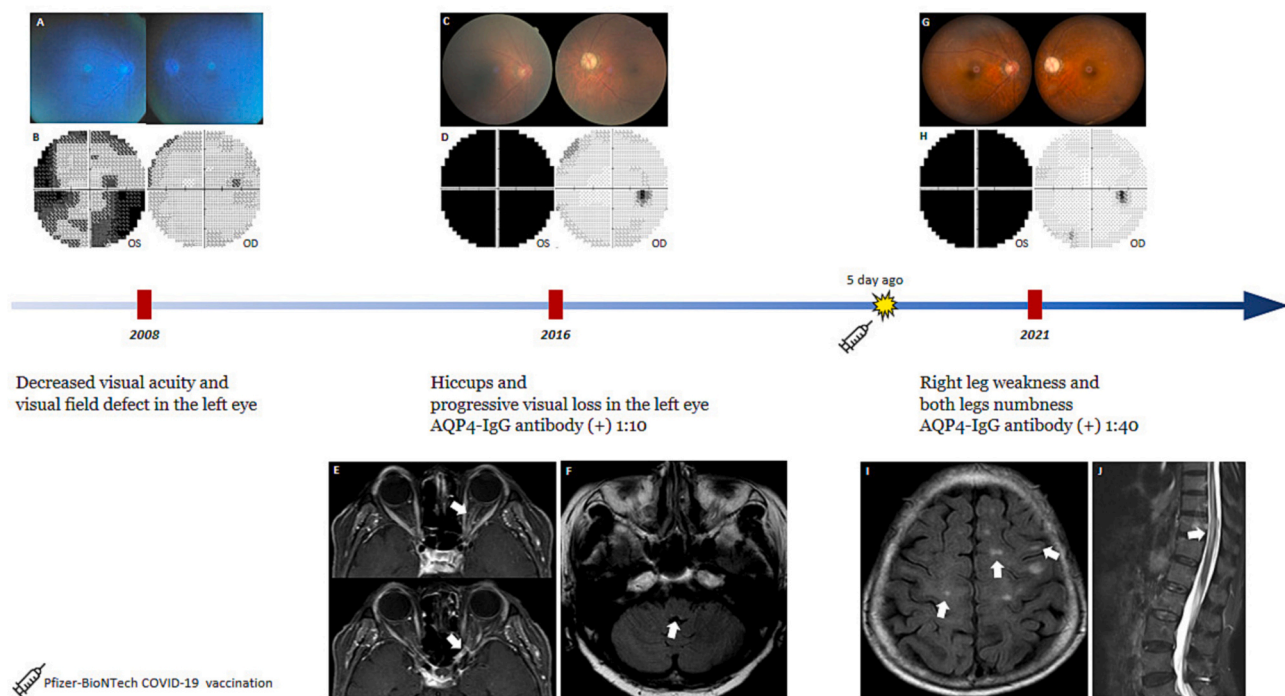 A
C
G
B
OS
OD
D
OS
OD
H
OS
OD
5 day ago
2008
2016
2021
Decreased visual acuity and
visual field defect in the left eye
Hiccups and
progressive visual loss in the left eye
AQP4-IgG antibody (+) 1:10
Right leg weakness and
both legs numbness
AQP4-IgG antibody (+) 1:40
E
F
I
J
Pfizer-BioNTech COVID-19 vaccination